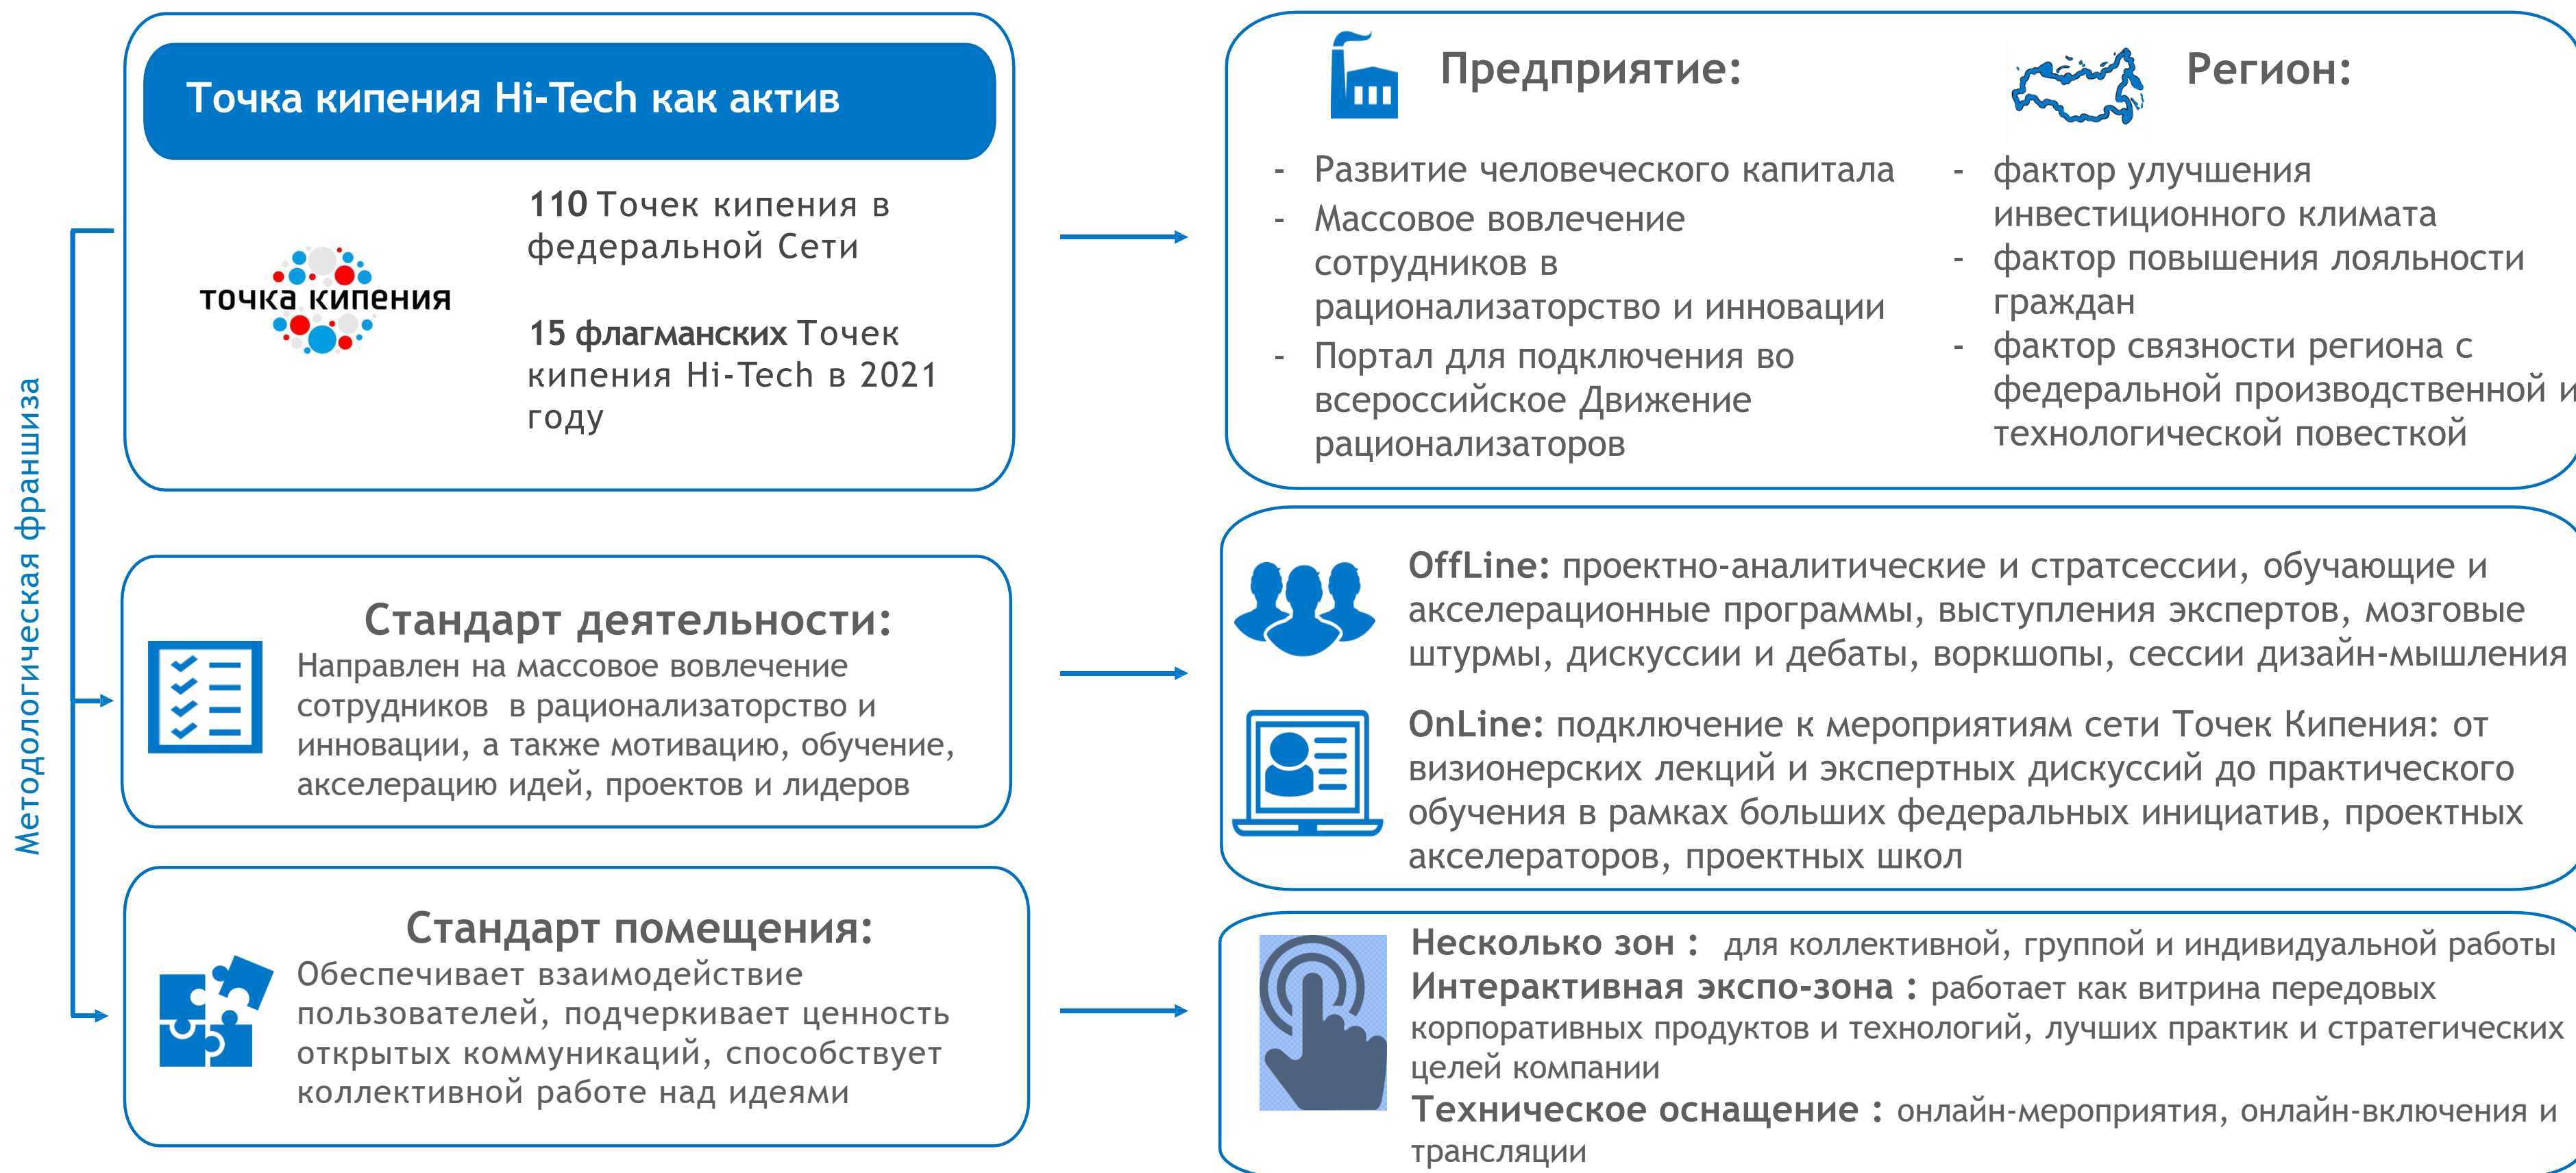 Точка кипения Hi-Tech как актив
110 Точек кипения в
федеральной Сети
точка кипения
15 флагманских Точек
кипения Hi-Tech в 2021
году
Предприятие:
- Развитие человеческого капитала
- Массовое вовлечение
сотрудников в
рационализаторство и инновации
- Портал для подключения во
всероссийское Движение
рационализаторов
Регион:
- фактор улучшения
инвестиционного климата
- фактор повышения лояльности
граждан
- фактор связности региона с
федеральной производственной и
технологической повесткой
Методологическая франшиза
Стандарт деятельности:
Направлен на массовое вовлечение
сотрудников в рационализаторство и
инновации, а также мотивацию, обучение,
акселерацию идей, проектов и лидеров
OffLine: проектно-аналитические и стратсессии, обучающие и
акселерационные программы, выступления экспертов, мозговые
штурмы, дискуссии и дебаты, воркшопы, сессии дизайн-мышления
OnLine: подключение к мероприятиям сети Точек Кипения: от
визионерских лекций и экспертных дискуссий до практического
обучения в рамках больших федеральных инициатив, проектных
акселераторов, проектных школ
Стандарт помещения:
Обеспечивает взаимодействие
пользователей, подчеркивает ценность
открытых коммуникаций, способствует
коллективной работе над идеями
Несколько зон : для коллективной, группой и индивидуальной работы
Интерактивная экспо-зона : работает как витрина передовых
корпоративных продуктов и технологий, лучших практик и стратегических
целей компании
Техническое оснащение : онлайн-мероприятия, онлайн-включения и
трансляции